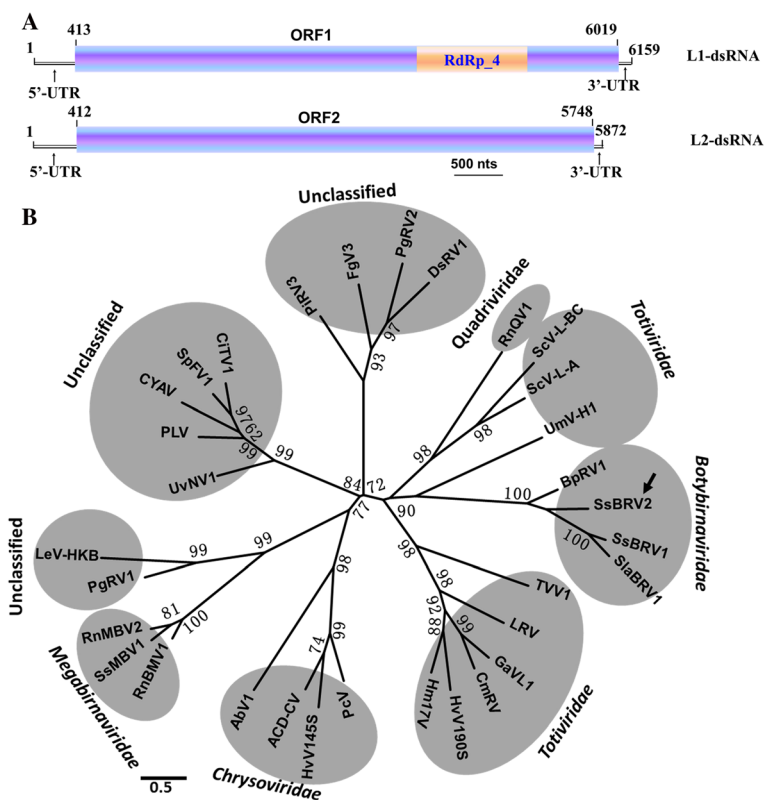 A
1
413
ORF1
6019
6159
RdRp_4
L1-dsRNA
5'-UTR
3'-UTR
1
412
ORF2
5748
5872
L2-dsRNA
5'-UTR
500 nts
3'-UTR
B
Unclassified
PiRV3
FgV3
PgRV2
DsRV1
93
97
Quadriviridae
RnQV1
Totiviridae
ScV-L-BC
ScV-L-A
UmV-H1
98
98
Unclassified
CiTV1
SpFV1
CYAV
PLV
UvNV1
9762
99
99
84
72
77
90
Botybirnaviridae
BpRV1
SsBRV2
SsBRV1
SlaBRV1
100
100
Unclassified
LeV-HKB
PgRV1
99
99
Megabirnaviridae
RnMBV2
SsMBV1
RnBMV1
81
100
Chrysoviridae
AbV1
ACD-CV
HvV145S
PcV
98
74
99
Totiviridae
TVV1
LRV
GaVL1
CmRV
HvV190S
Hm17V
98
98
9288
99
0.5